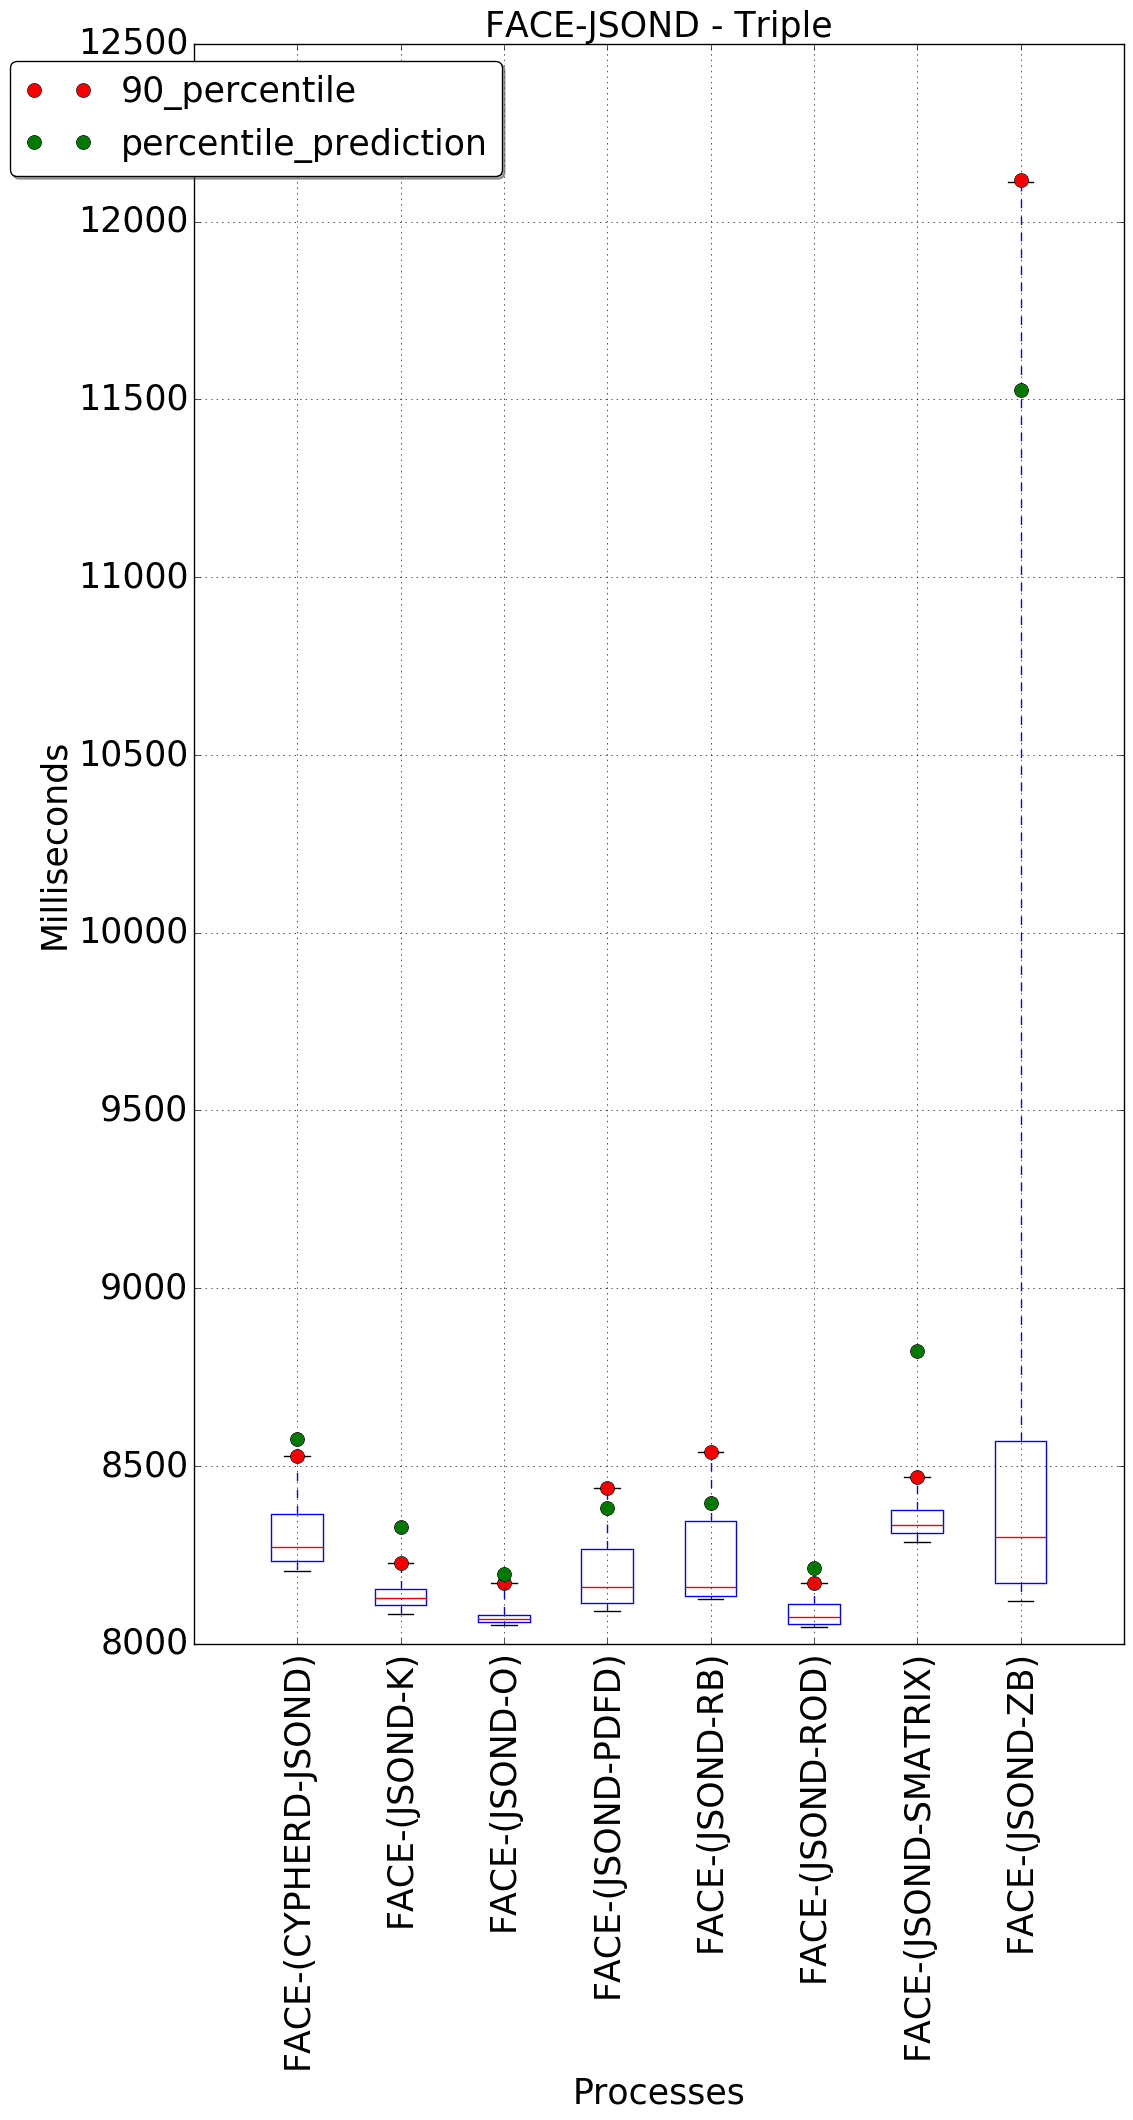 FACE-JSOND - Triple
90_percentile
percentile_prediction
12500
12000
11500
11000
10500
10000
9500
9000
8500
8000
Milliseconds
FACE-(CYPHERD-JSOND)
FACE-(JSOND-K)
FACE-(JSOND-O)
FACE-(JSOND-PDFD)
FACE-(JSOND-RB)
FACE-(JSOND-ROD)
FACE-(JSOND-SMATRIX)
FACE-(JSOND-ZB)
Processes